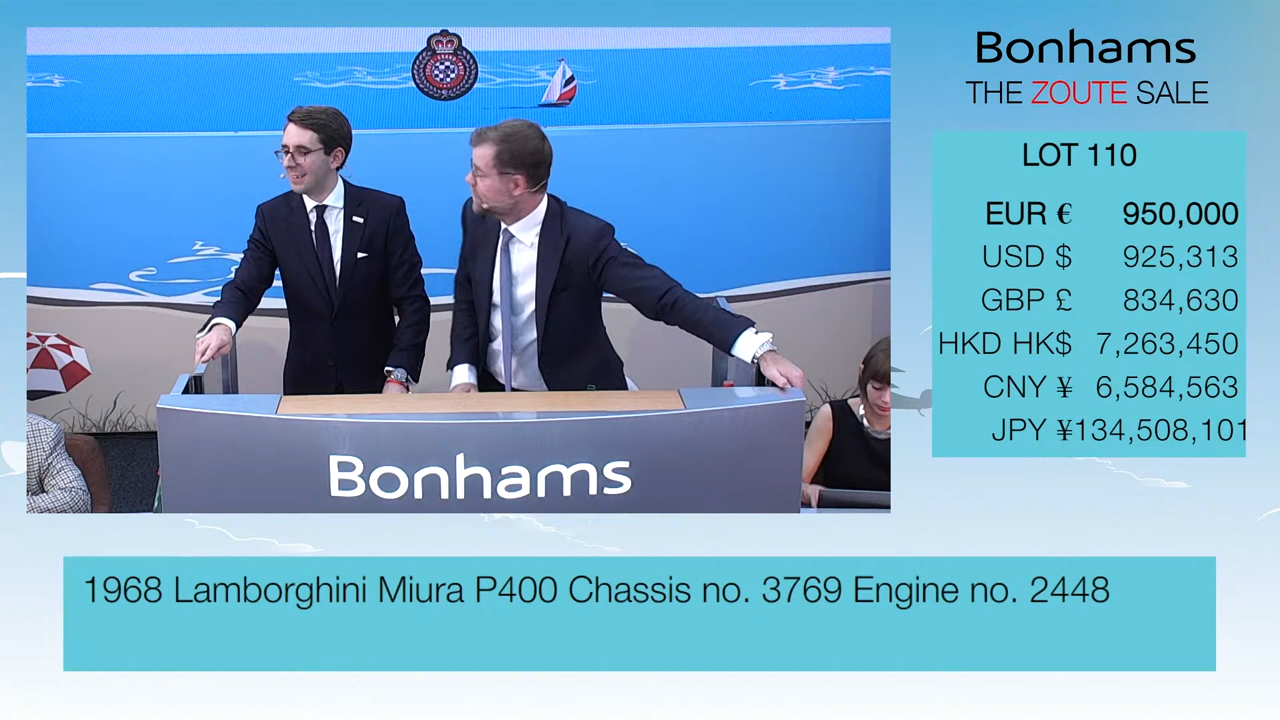 Bonhams
THE ZOUTE SALE
LOT 110
EUR € 950,000
USD $ 925,313
GBP £ 834,630
HKD HK$ 7,263,450
CNY ¥ 6,584,563
JPY ¥134,508,101
Bonhams
1968 Lamborghini Miura P400 Chassis no. 3769 Engine no. 2448